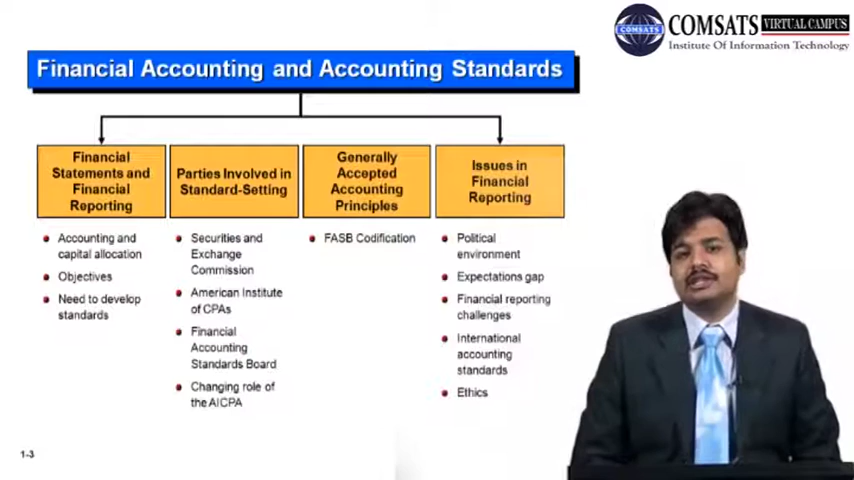 COMSATS VIRTUAL CAMPUS
Institute Of Information Technology
COMSATS
Financial Accounting and Accounting Standards
Financial
Statements and
Financial
Reporting
Accounting and
capital allocation
Objectives
Need to develop
standards
Parties Involved in
Standard-Setting
Securities and
Exchange
Commission
American Institute
of CPAs
Financial
Accounting
Standards Board
Changing role of
the AICPA
Generally
Accepted
Accounting
Principles
FASB Codification
Issues in
Financial
Reporting
Political
environment
Expectations gap
Financial reporting
challenges
International
accounting
standards
Ethics
1-3